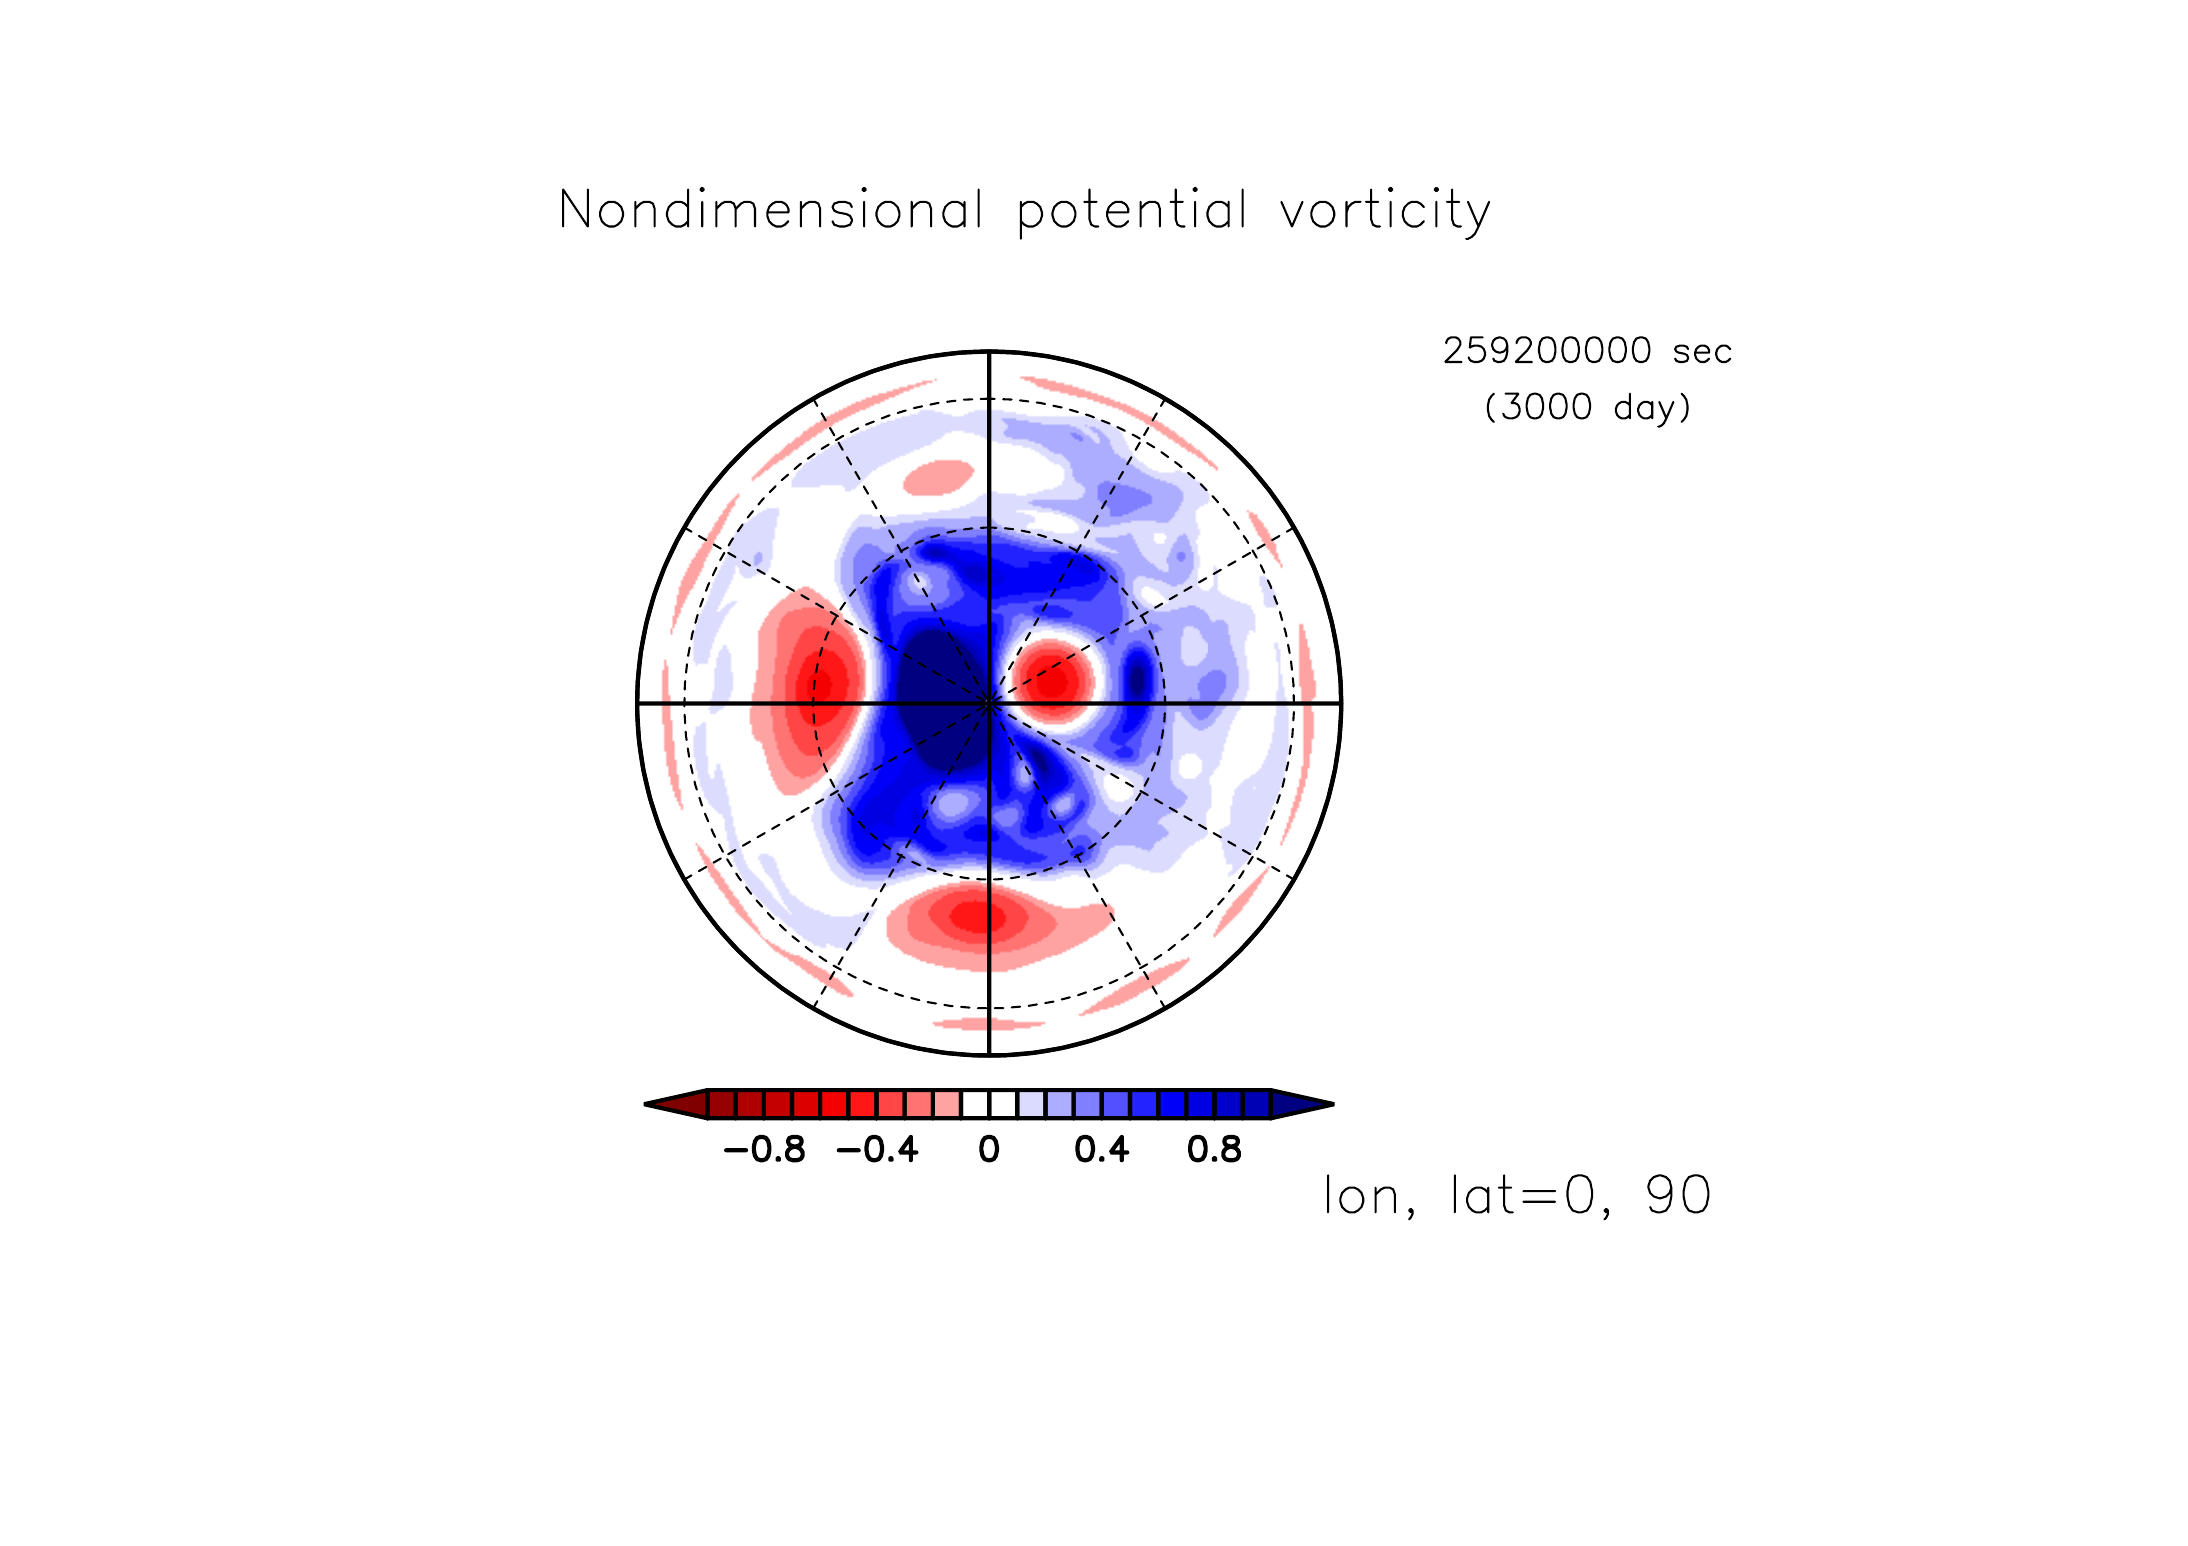 Nondimensional potential vorticity
259200000 sec
(3000 day)
−0.8 −0.4 0 0.4 0.8
lon, lat=0, 90